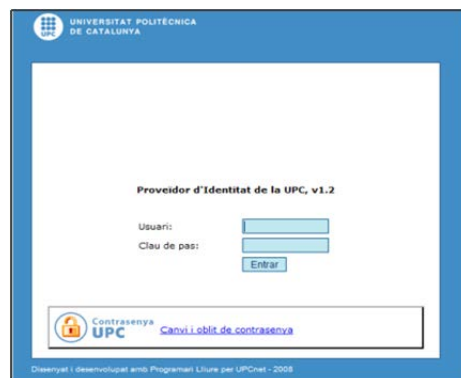 UNIVERSITAT POLITÈCNICA
DE CATALUNYA
UPC
Proveidor d'Identitat de la UPC, v1.2
Usuari:
Clau de pas:
Entrar
Contrasenya
UPC
Canvi i oblit de contrasenya
Dissenyat i desenvolupat amb Programari Lliure per UPCnet - 2008